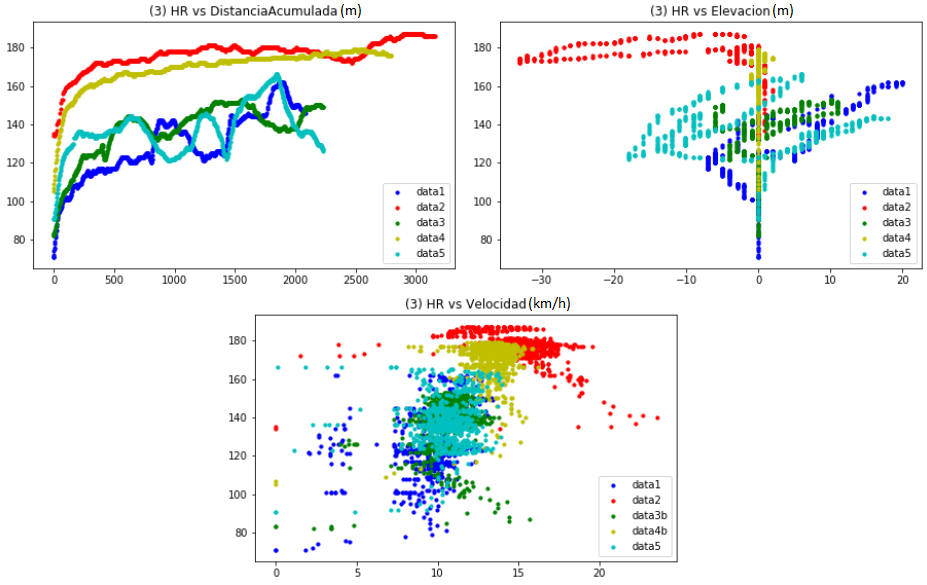 (3) HR vs DistanciaAcumulada (m)
180
160
140
120
100
80
0
500
1000
1500
2000
2500
3000
data1
data2
data3
data4
data5
(3) HR vs Elevacion (m)
180
160
140
120
100
80
−30
−20
−10
0
10
20
data1
data2
data3
data4
data5
(3) HR vs Velocidad (km/h)
180
160
140
120
100
80
0
5
10
15
20
data1
data2
data3b
data4b
data5